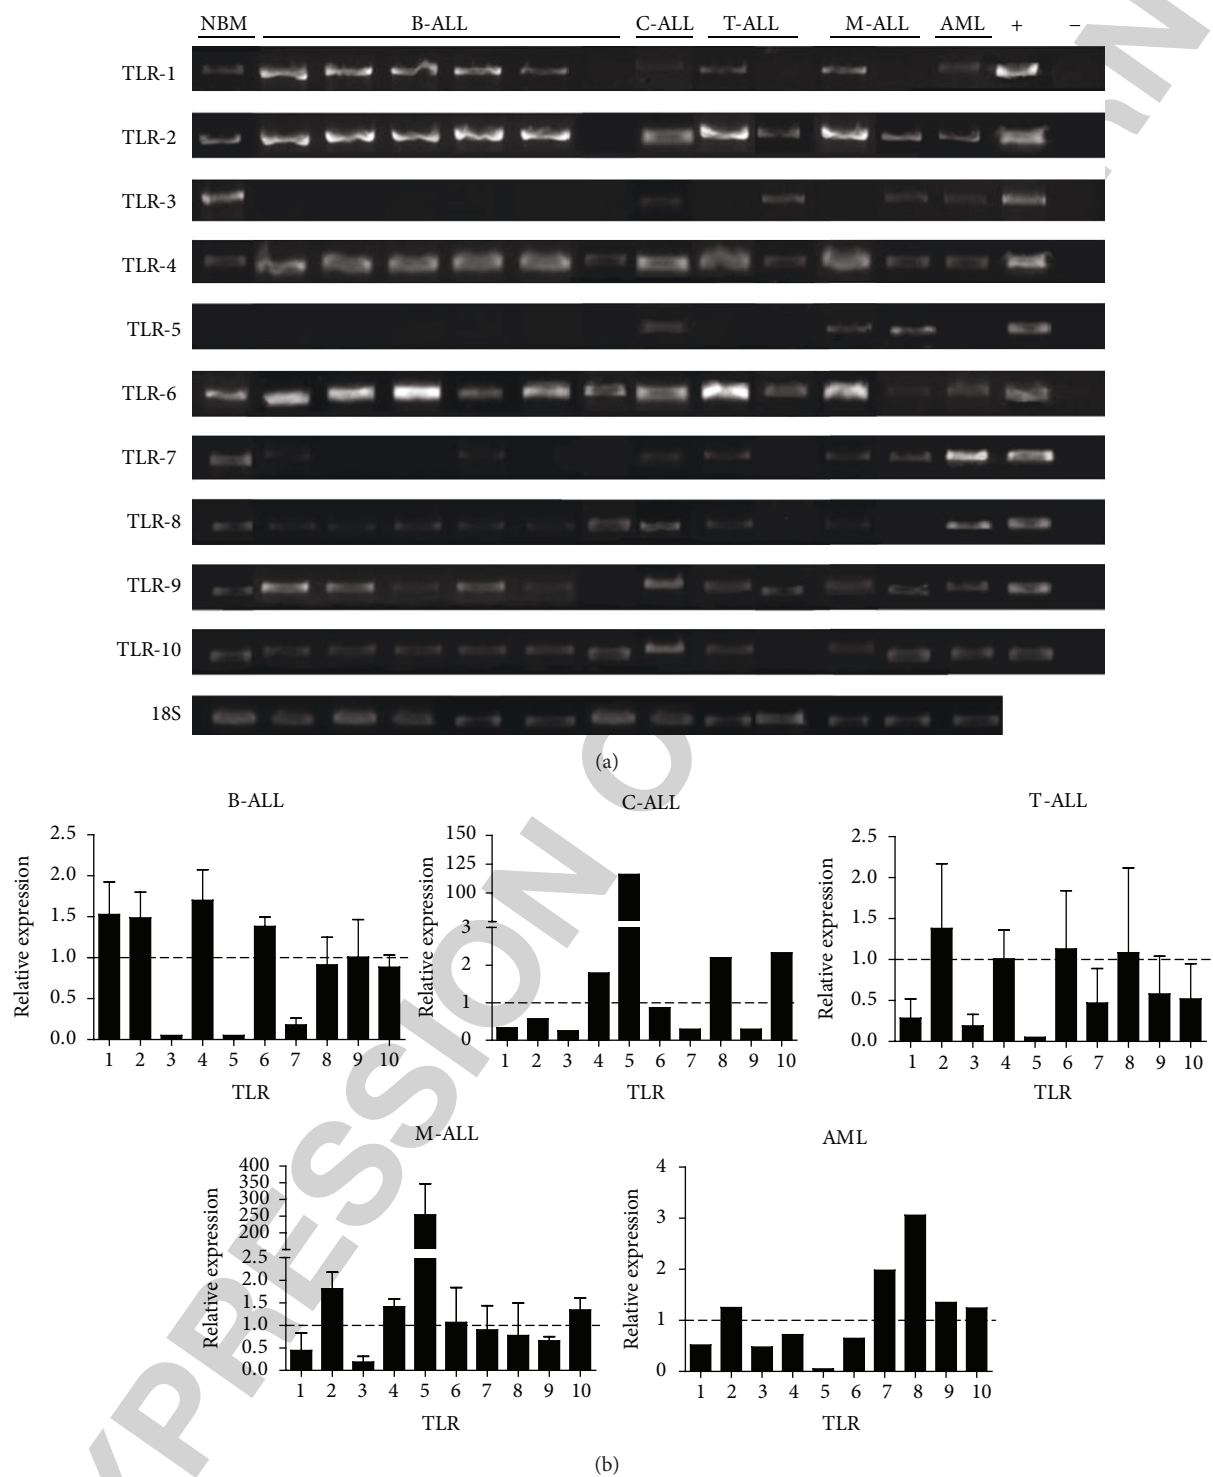 NBM B-ALL C-ALL T-ALL M-ALL AML + −
TLR-1
TLR-2
TLR-3
TLR-4
TLR-5
TLR-6
TLR-7
TLR-8
TLR-9
TLR-10
18S
(a)
B-ALL
Relative expression
2.5
2.0
1.5
1.0
0.5
0.0
1 2 3 4 5 6 7 8 9 10
TLR
C-ALL
Relative expression
150
125
100
3
2
1
0
1 2 3 4 5 6 7 8 9 10
TLR
T-ALL
Relative expression
2.5
2.0
1.5
1.0
0.5
0.0
1 2 3 4 5 6 7 8 9 10
TLR
M-ALL
Relative expression
400
350
300
250
200
2.5
2.0
1.5
1.0
0.5
0.0
1 2 3 4 5 6 7 8 9 10
TLR
AML
Relative expression
4
3
2
1
0
1 2 3 4 5 6 7 8 9 10
TLR
(b)